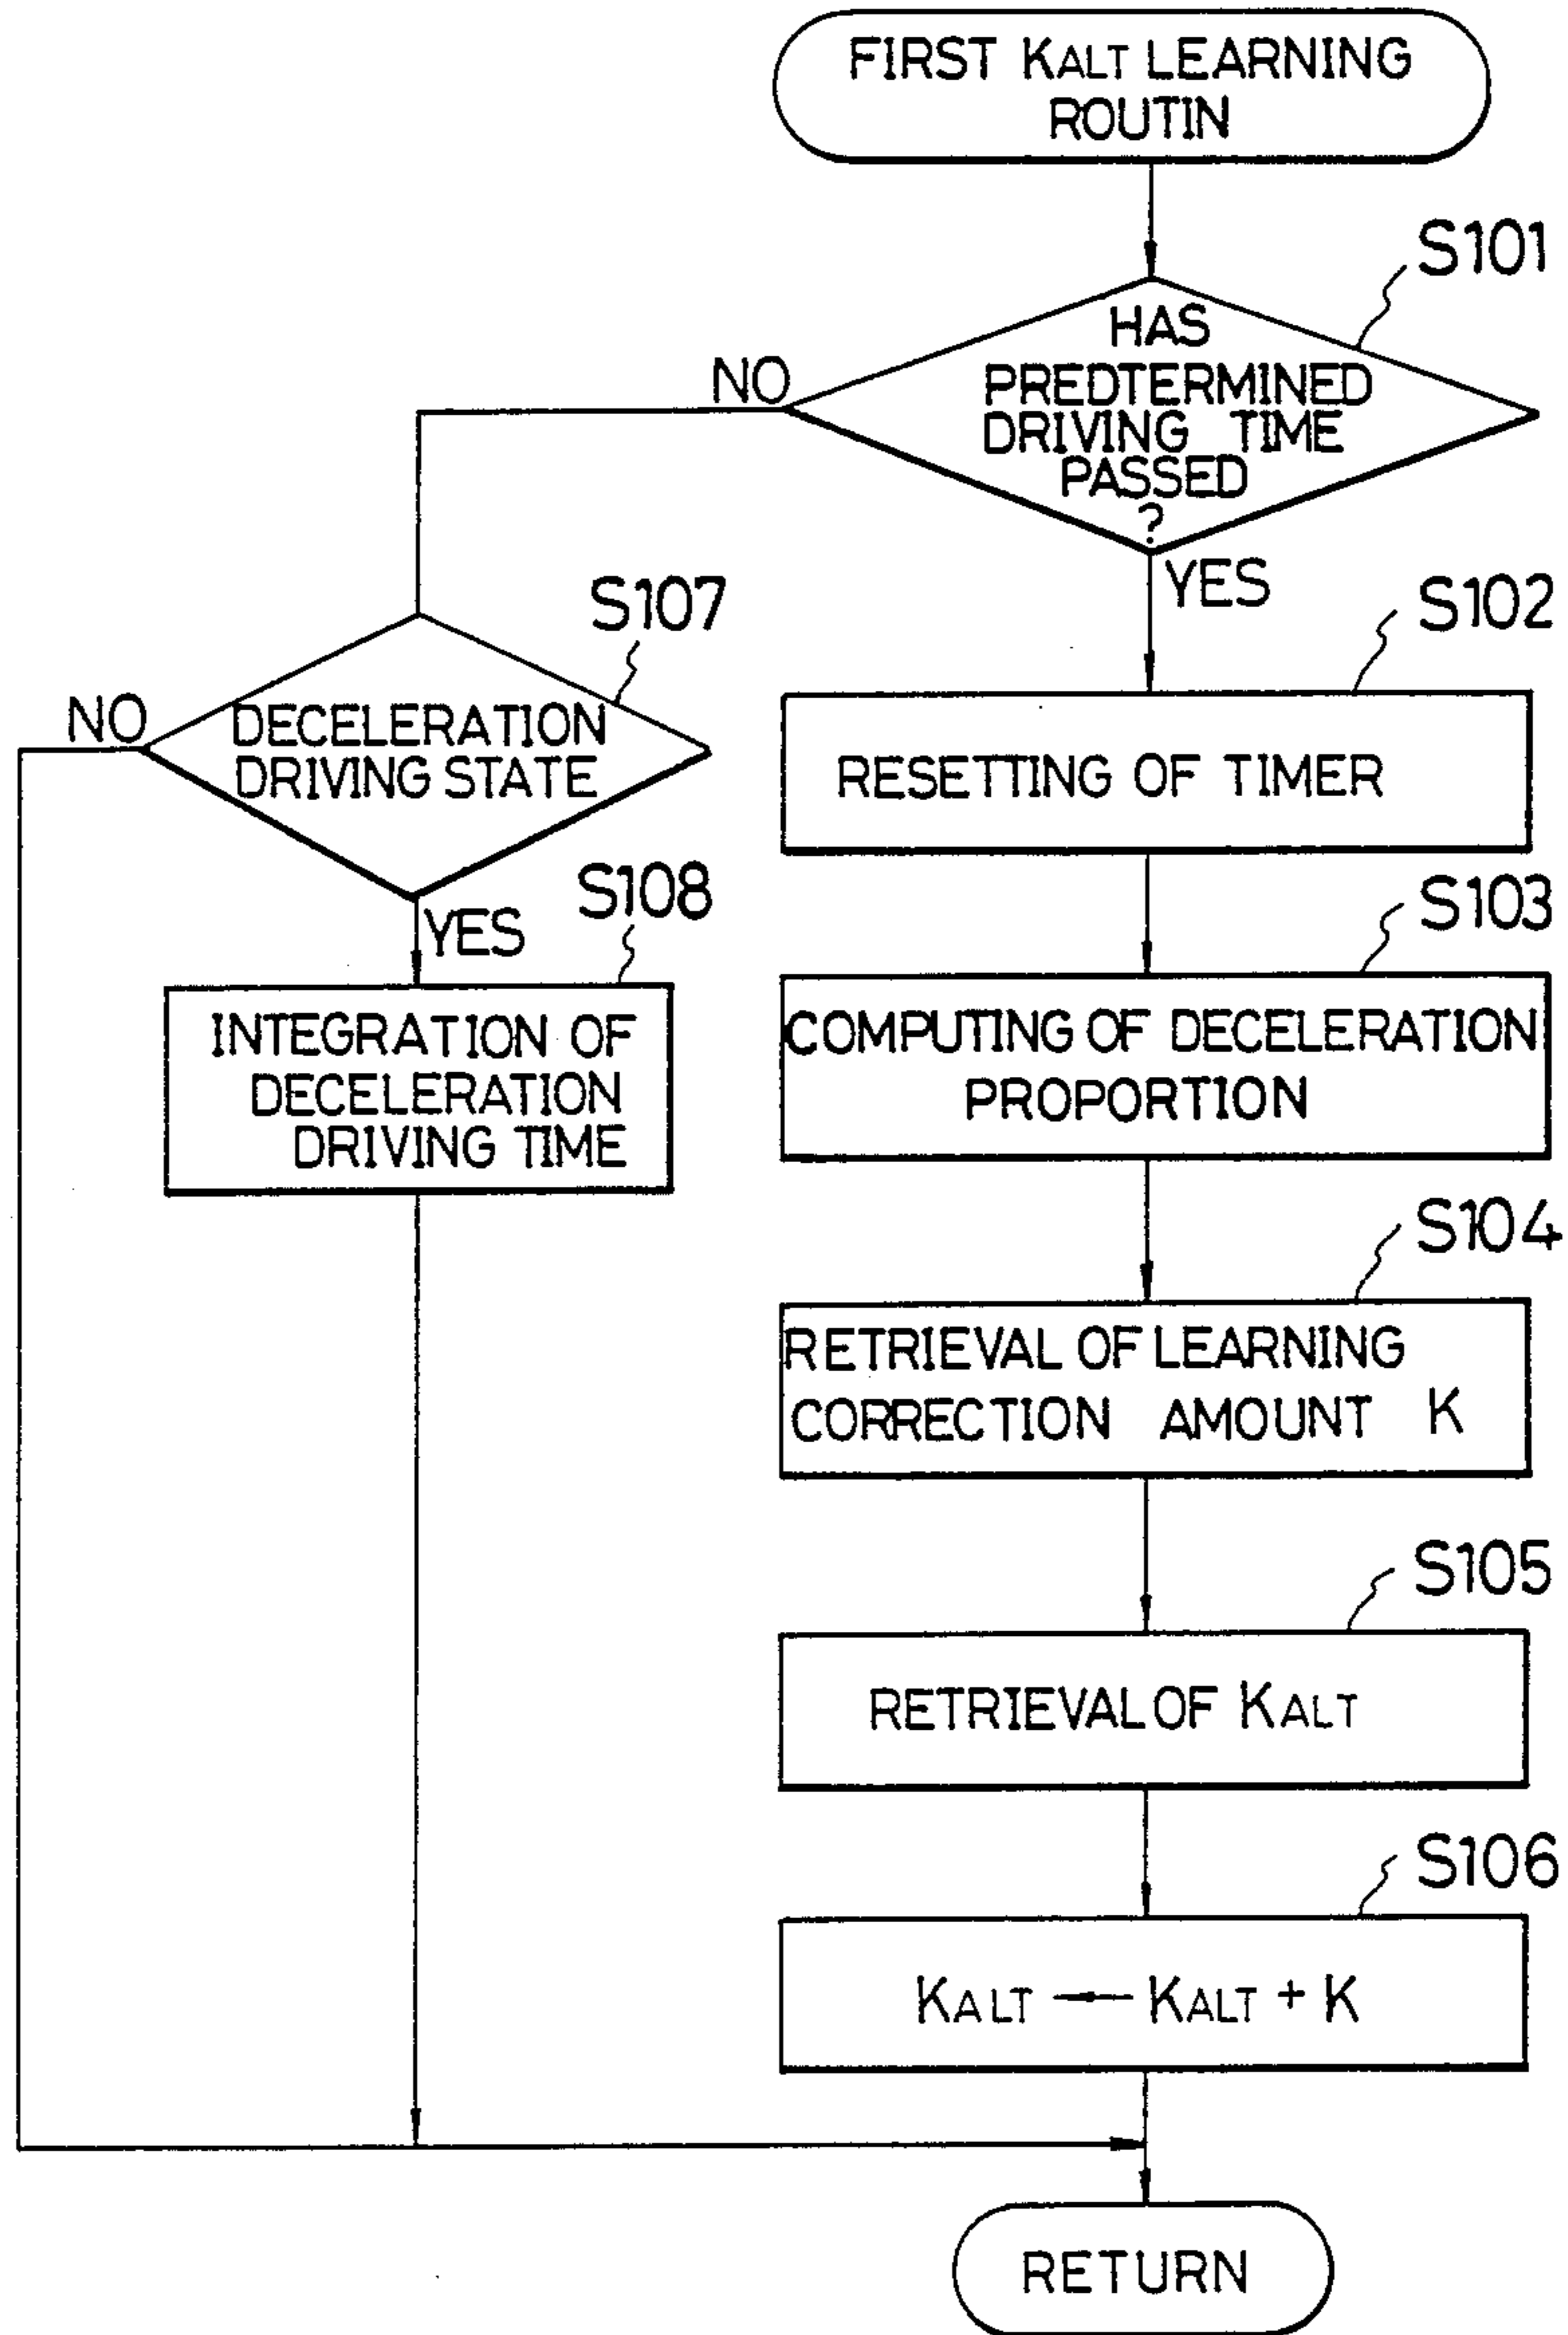 FIRST KALT LEARNING
ROUTIN
S101
HAS
PREDTERMINED
DRIVING TIME
PASSED
?
NO
YES
S102
RESETTING OF TIMER
S103
COMPUTING OF DECELERATION
PROPORTION
S104
RETRIEVAL OF LEARNING
CORRECTION AMOUNT K
S105
RETRIEVAL OF KALT
S106
KALT ← KALT + K
S107
DECELERATION
DRIVING STATE
NO
YES
S108
INTEGRATION OF
DECELERATION
DRIVING TIME
RETURN